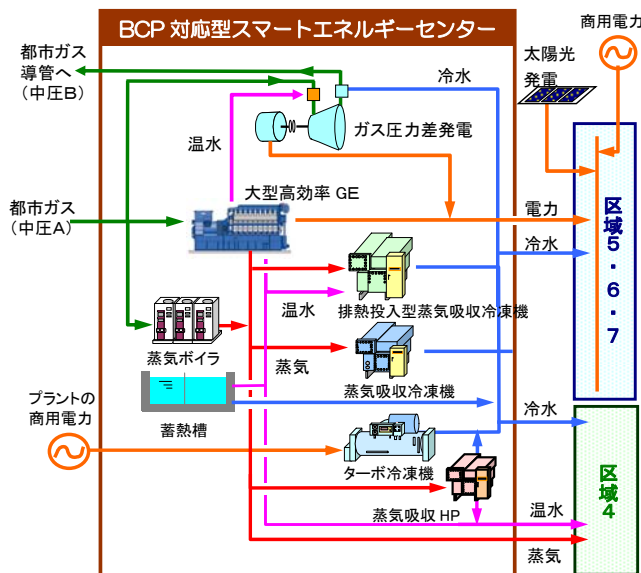 BCP 対応型スマートエネルギーセンター
商用電力
都市ガス
導管へ
(中圧B)
冷水
太陽光
発電
ガス圧力差発電
温水
大型高効率 GE
都市ガス
(中圧A)
電力
冷水
区域5・6・7
温水
排熱投入型蒸気吸収冷凍機
蒸気ボイラ
蒸気
蒸気吸収冷凍機
プラントの
商用電力
蓄熱槽
冷水
ターボ冷凍機
区域4
蒸気吸収 HP
温水
蒸気